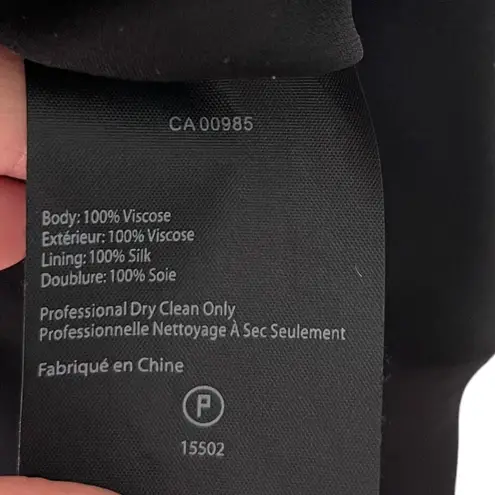 CA 00985
Body: 100% Viscose
Extérieur: 100% Viscose
Lining: 100% Silk
Doublure: 100% Soie
Professional Dry Clean Only
Professionnelle Nettoyage À Sec Seulement
Fabriqué en Chine
P
15502